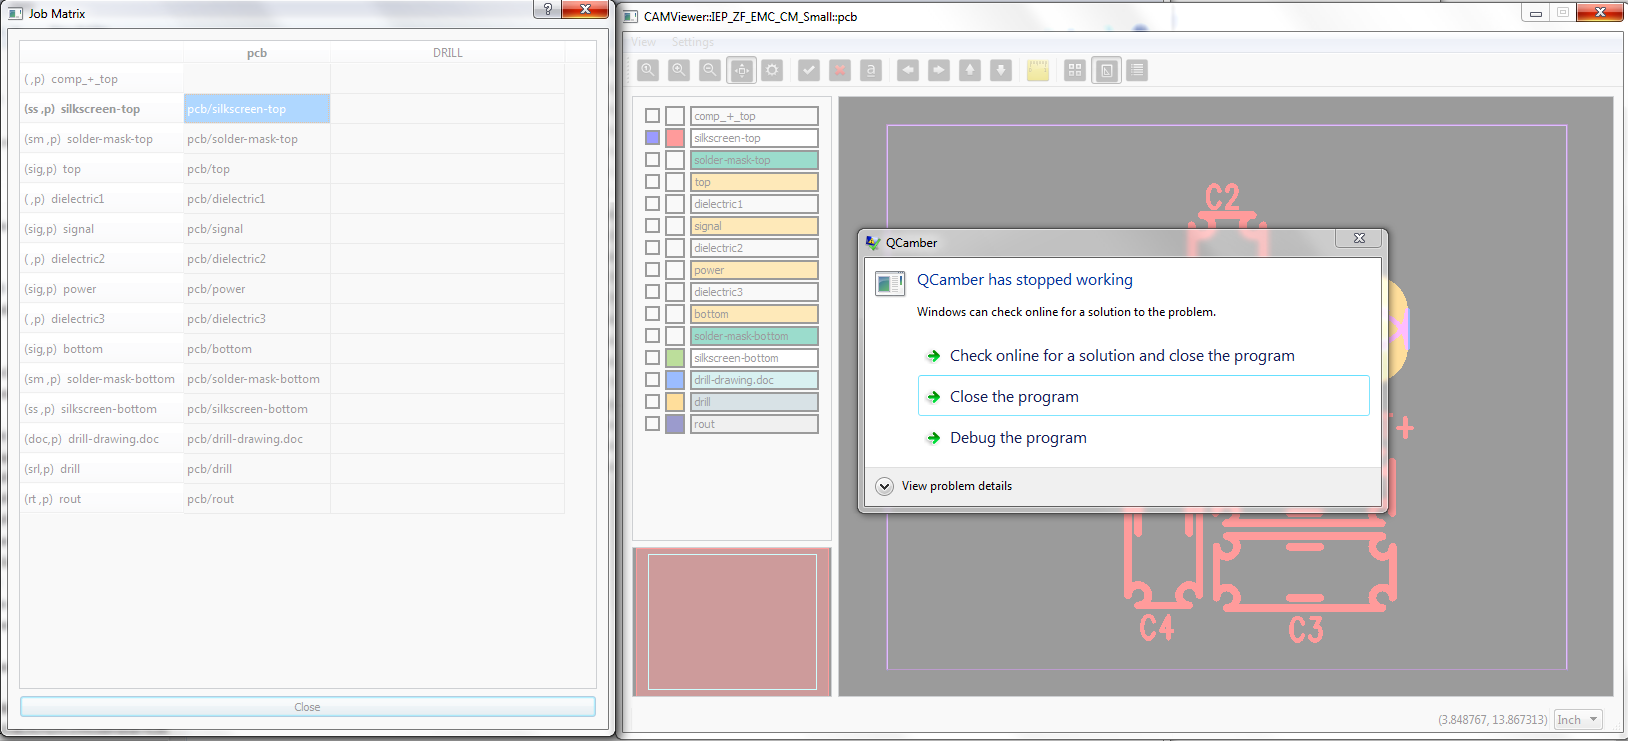 Job Matrix
?
pcb DRILL
( ,p) comp_+_top
(ss ,p) silkscreen-top pcb/silkscreen-top
(sm ,p) solder-mask-top pcb/solder-mask-top
(sig,p) top pcb/top
( ,p) dielectric1 pcb/dielectric1
(sig,p) signal pcb/signal
( ,p) dielectric2 pcb/dielectric2
(sig,p) power pcb/power
( ,p) dielectric3 pcb/dielectric3
(sig,p) bottom pcb/bottom
(sm ,p) solder-mask-bottom pcb/solder-mask-bottom
(ss ,p) silkscreen-bottom pcb/silkscreen-bottom
(doc,p) drill-drawing.doc pcb/drill-drawing.doc
(srl,p) drill pcb/drill
(rt ,p) rout pcb/rout
Close
CAMViewer::IEP_ZF_EMC_CM_Small::pcb
View Settings
a
comp_+_top
silkscreen-top
solder-mask-top
top
dielectric1
signal
dielectric2
power
dielectric3
bottom
solder-mask-bottom
silkscreen-bottom
drill-drawing.doc
drill
rout
C2
+
C4
C3
QCamber
QCamber has stopped working
Windows can check online for a solution to the problem.
Check online for a solution and close the program
Close the program
Debug the program
View problem details
(3.848767, 13.867313) Inch